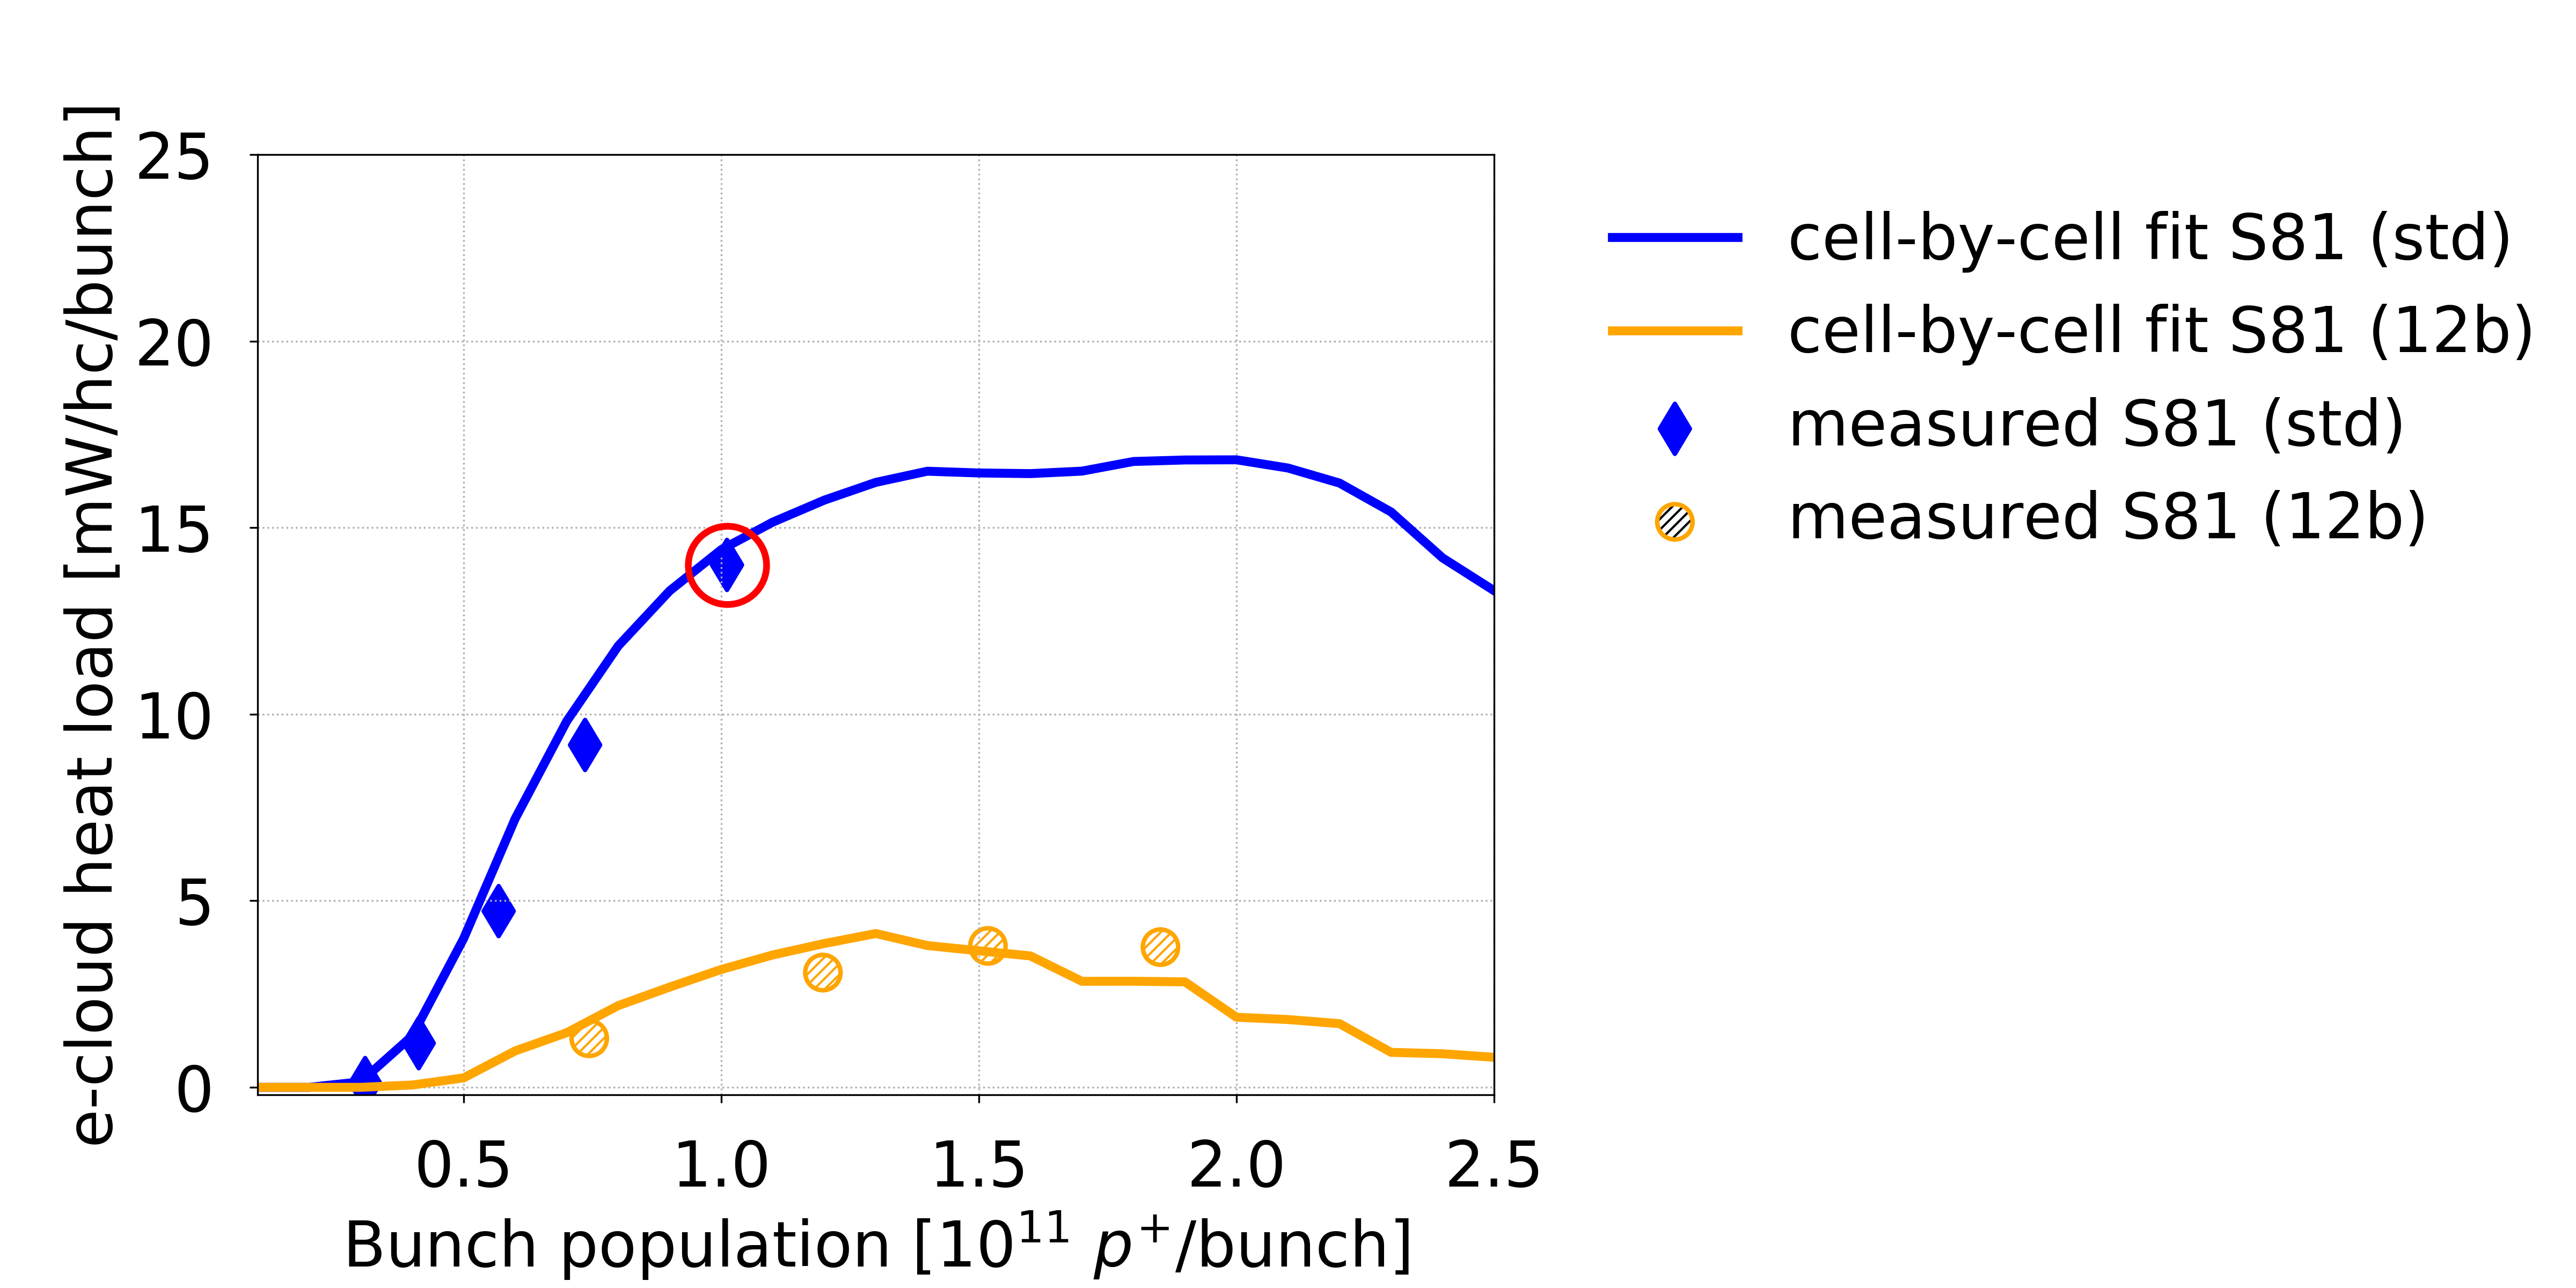 e-cloud heat load [mW/hc/bunch]
25
20
15
10
5
0
0.5 1.0 1.5 2.0 2.5
Bunch population [10¹¹ p⁺/bunch]
cell-by-cell fit S81 (std)
cell-by-cell fit S81 (12b)
measured S81 (std)
measured S81 (12b)